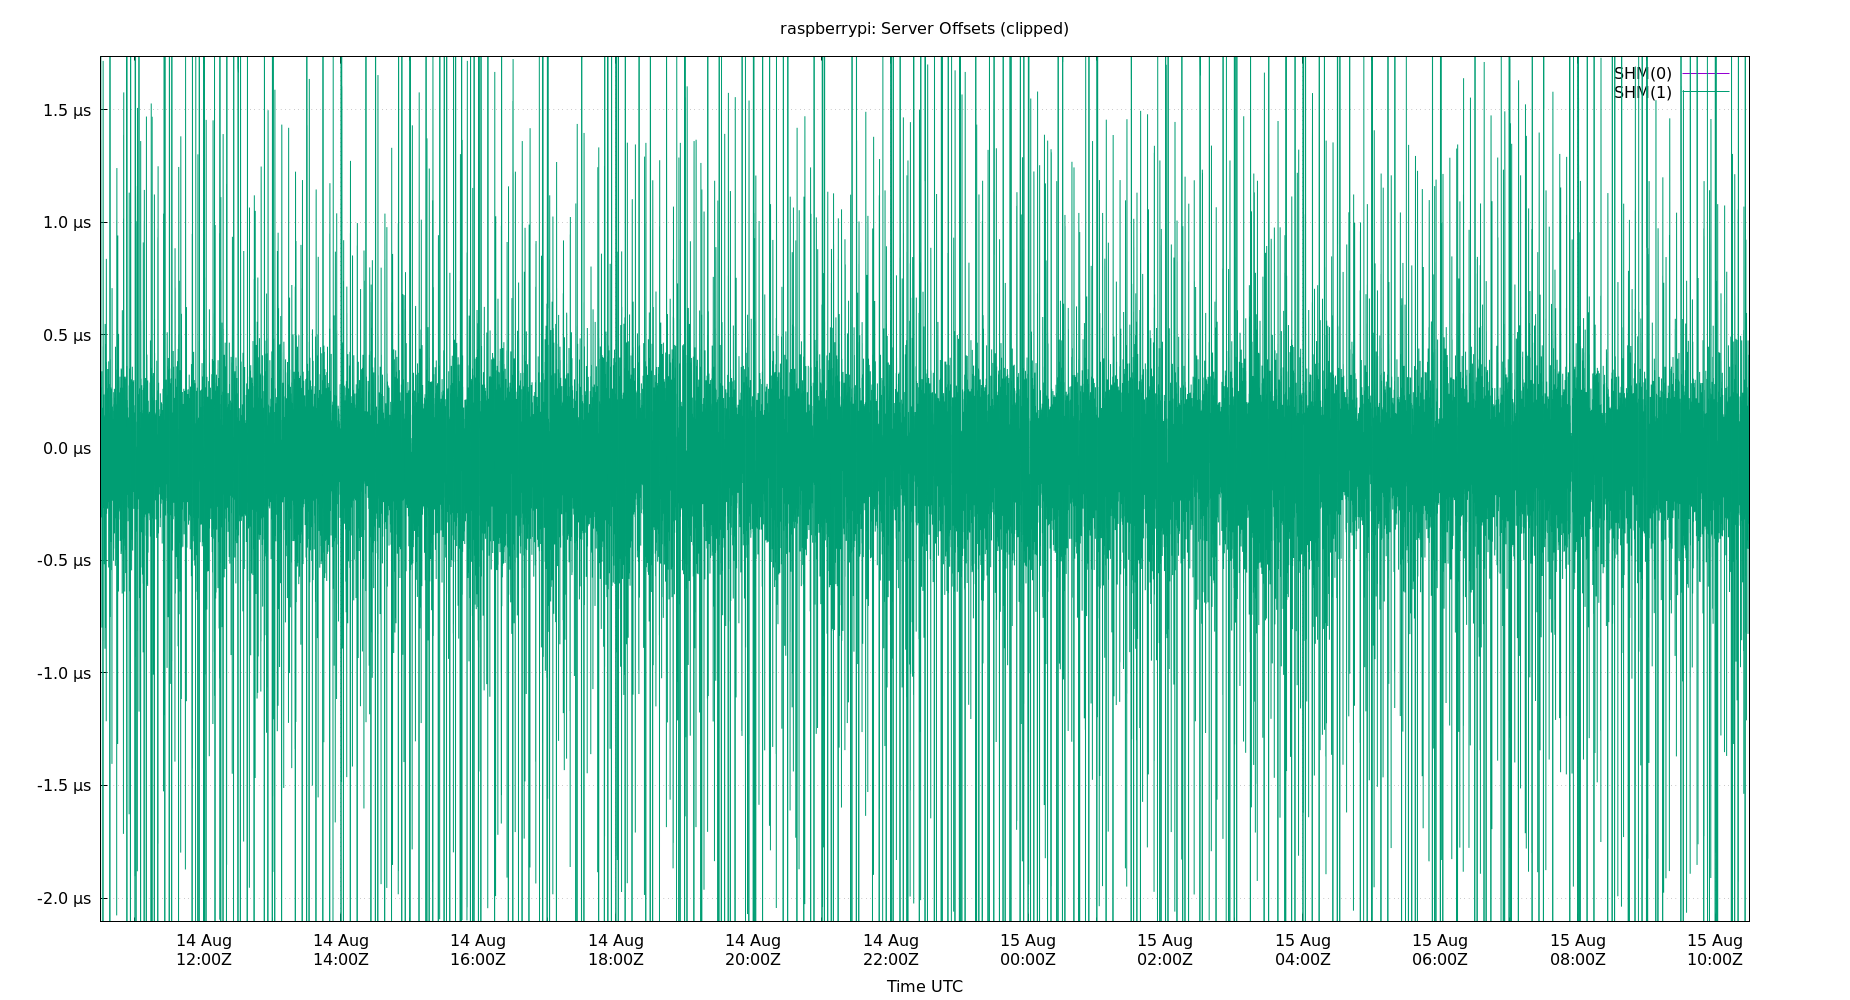 raspberrypi: Server Offsets (clipped)
SHM(0)
SHM(1)
1.5 µs
1.0 µs
0.5 µs
0.0 µs
-0.5 µs
-1.0 µs
-1.5 µs
-2.0 µs
14 Aug 14 Aug 14 Aug 14 Aug 14 Aug 14 Aug 15 Aug 15 Aug 15 Aug 15 Aug 15 Aug 15 Aug
12:00Z 14:00Z 16:00Z 18:00Z 20:00Z 22:00Z 00:00Z 02:00Z 04:00Z 06:00Z 08:00Z 10:00Z
Time UTC